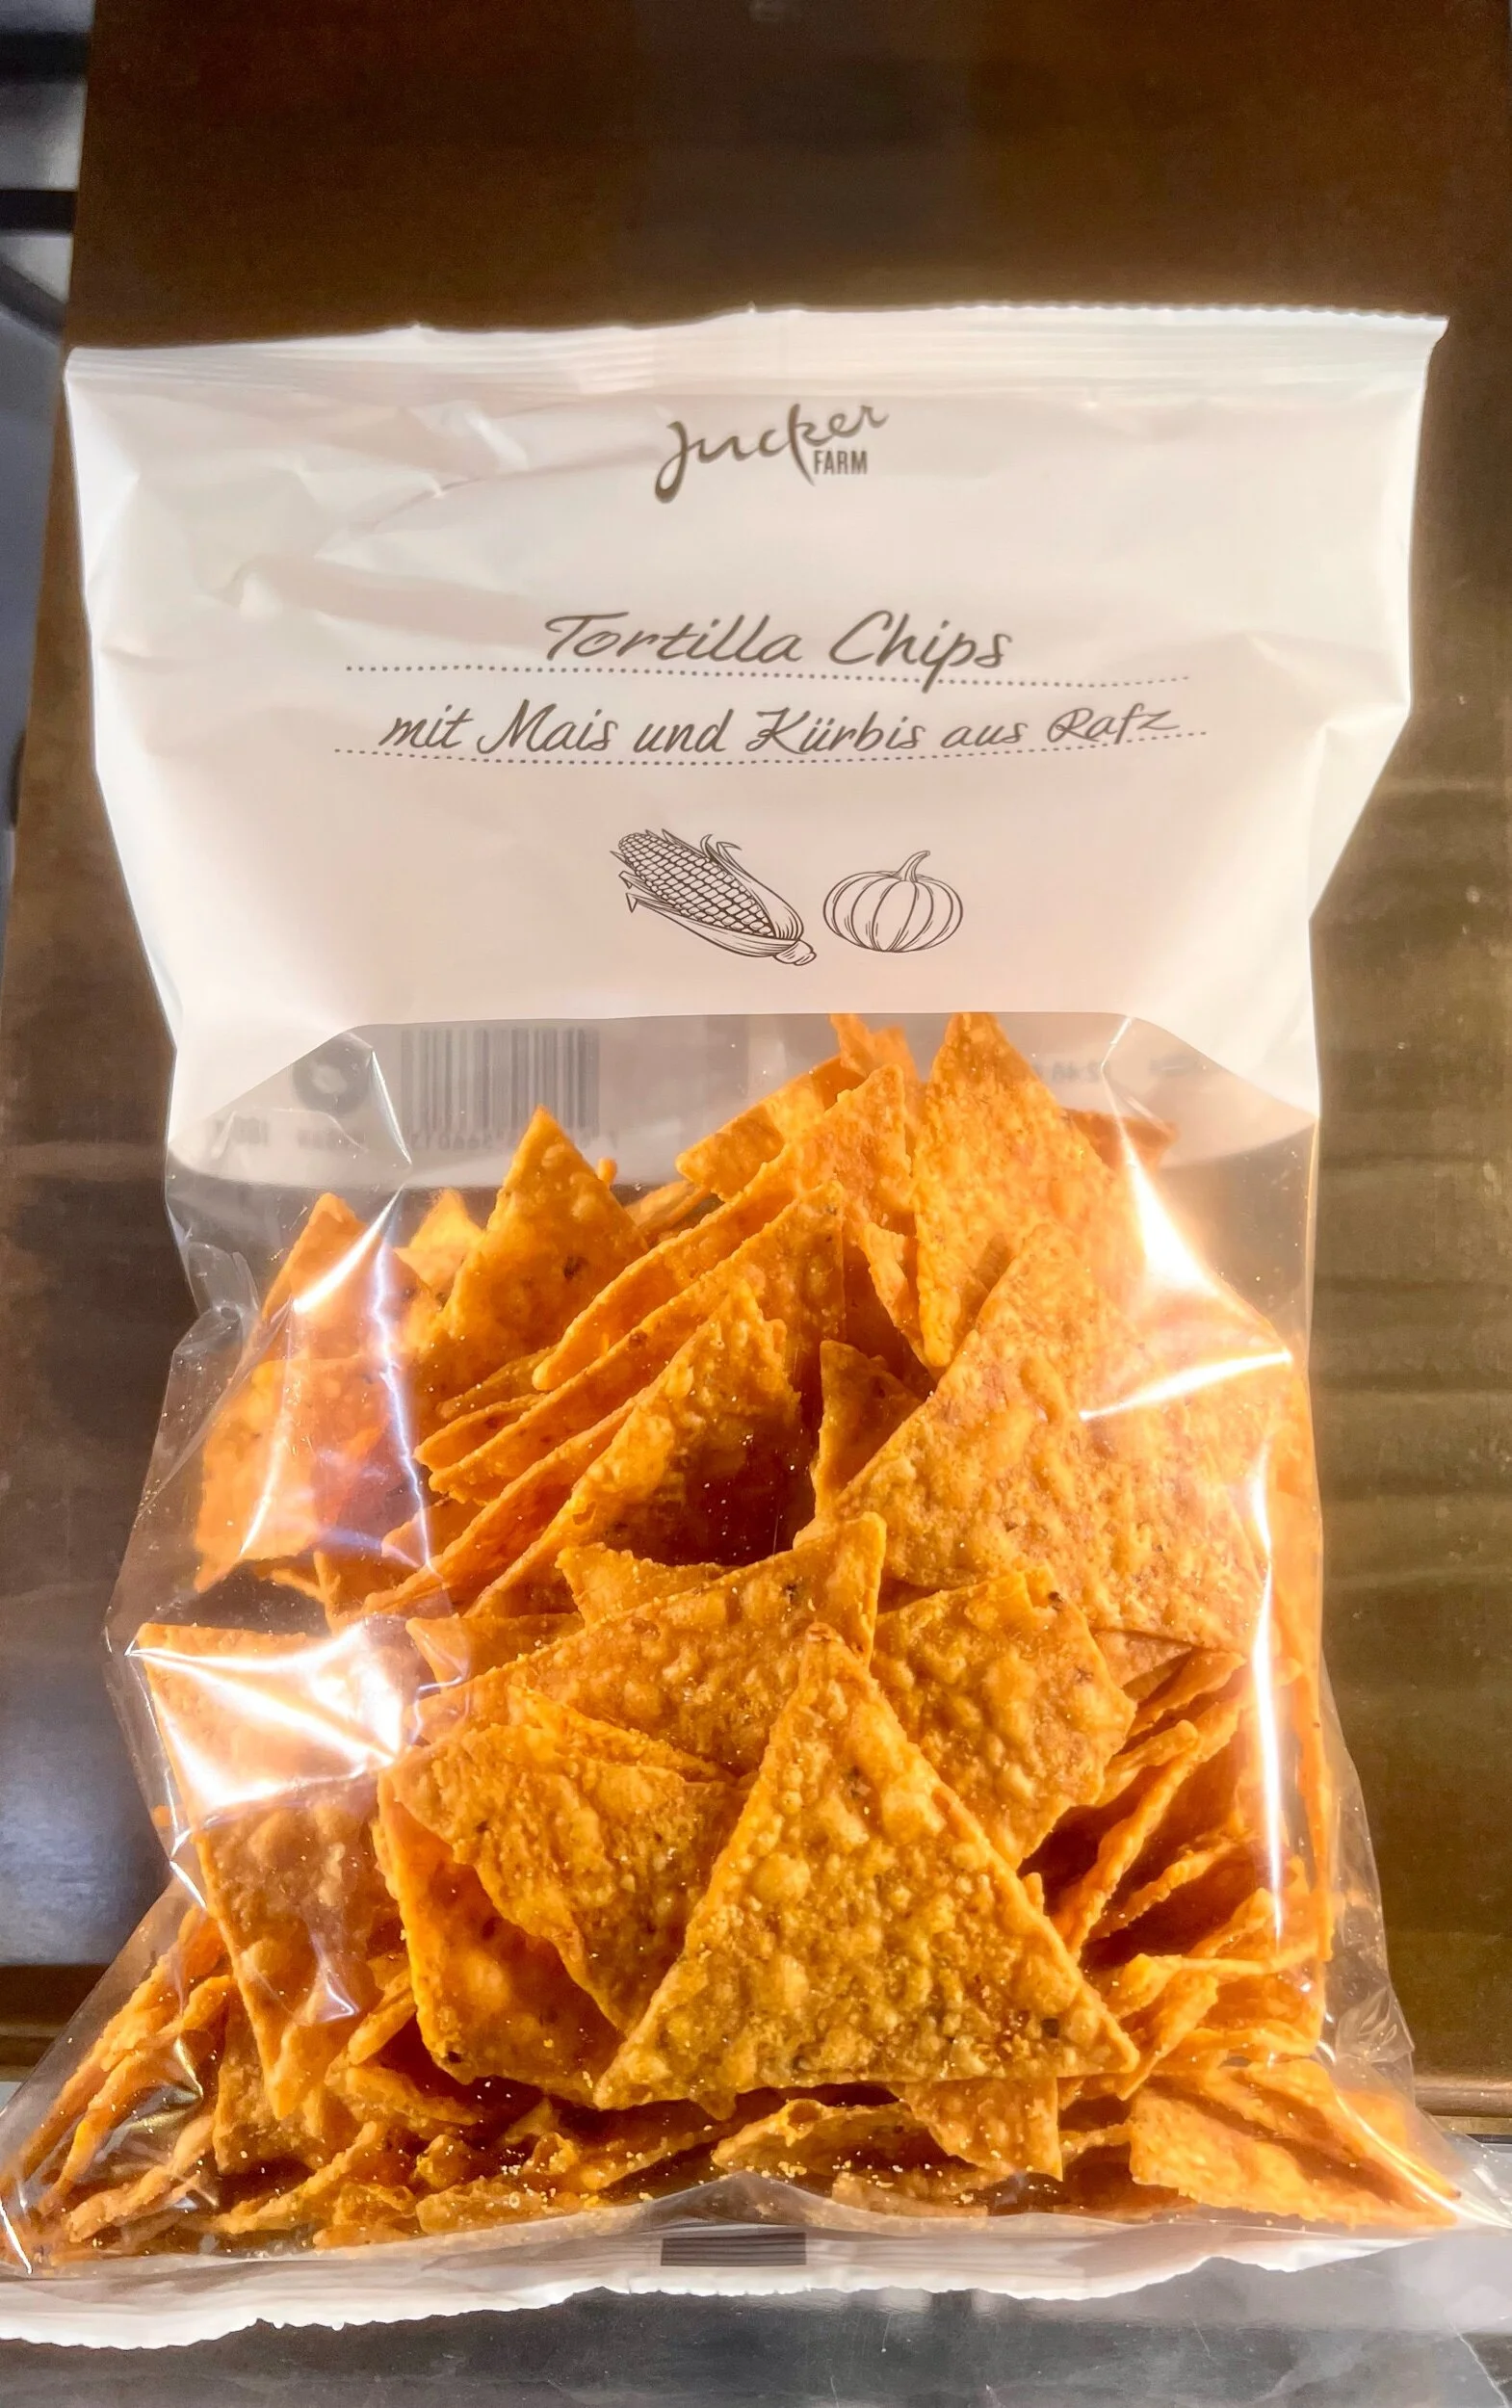 Jucker
FARM
Tortilla Chips
mit Mais und Kürbis aus Rafz